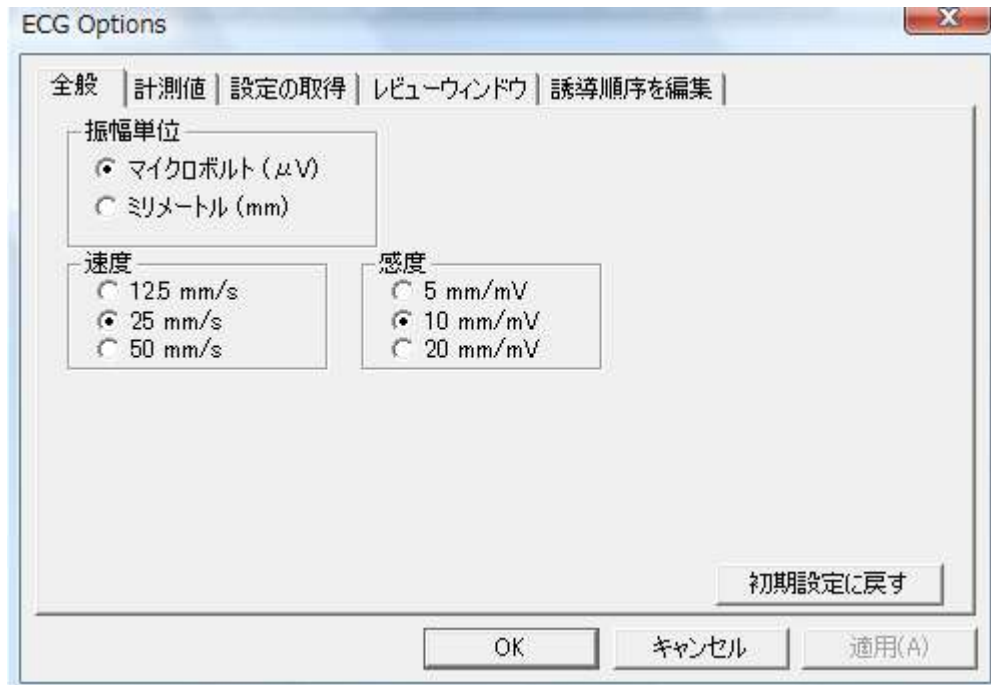 ECG Options
全般 計測値 設定の取得 レビューウィンドウ 誘導順序を編集
振幅単位
マイクロボルト (μV)
ミリメートル (mm)
速度
12.5 mm/s
25 mm/s
50 mm/s
感度
5 mm/mV
10 mm/mV
20 mm/mV
初期設定に戻す
OK キャンセル 適用(A)